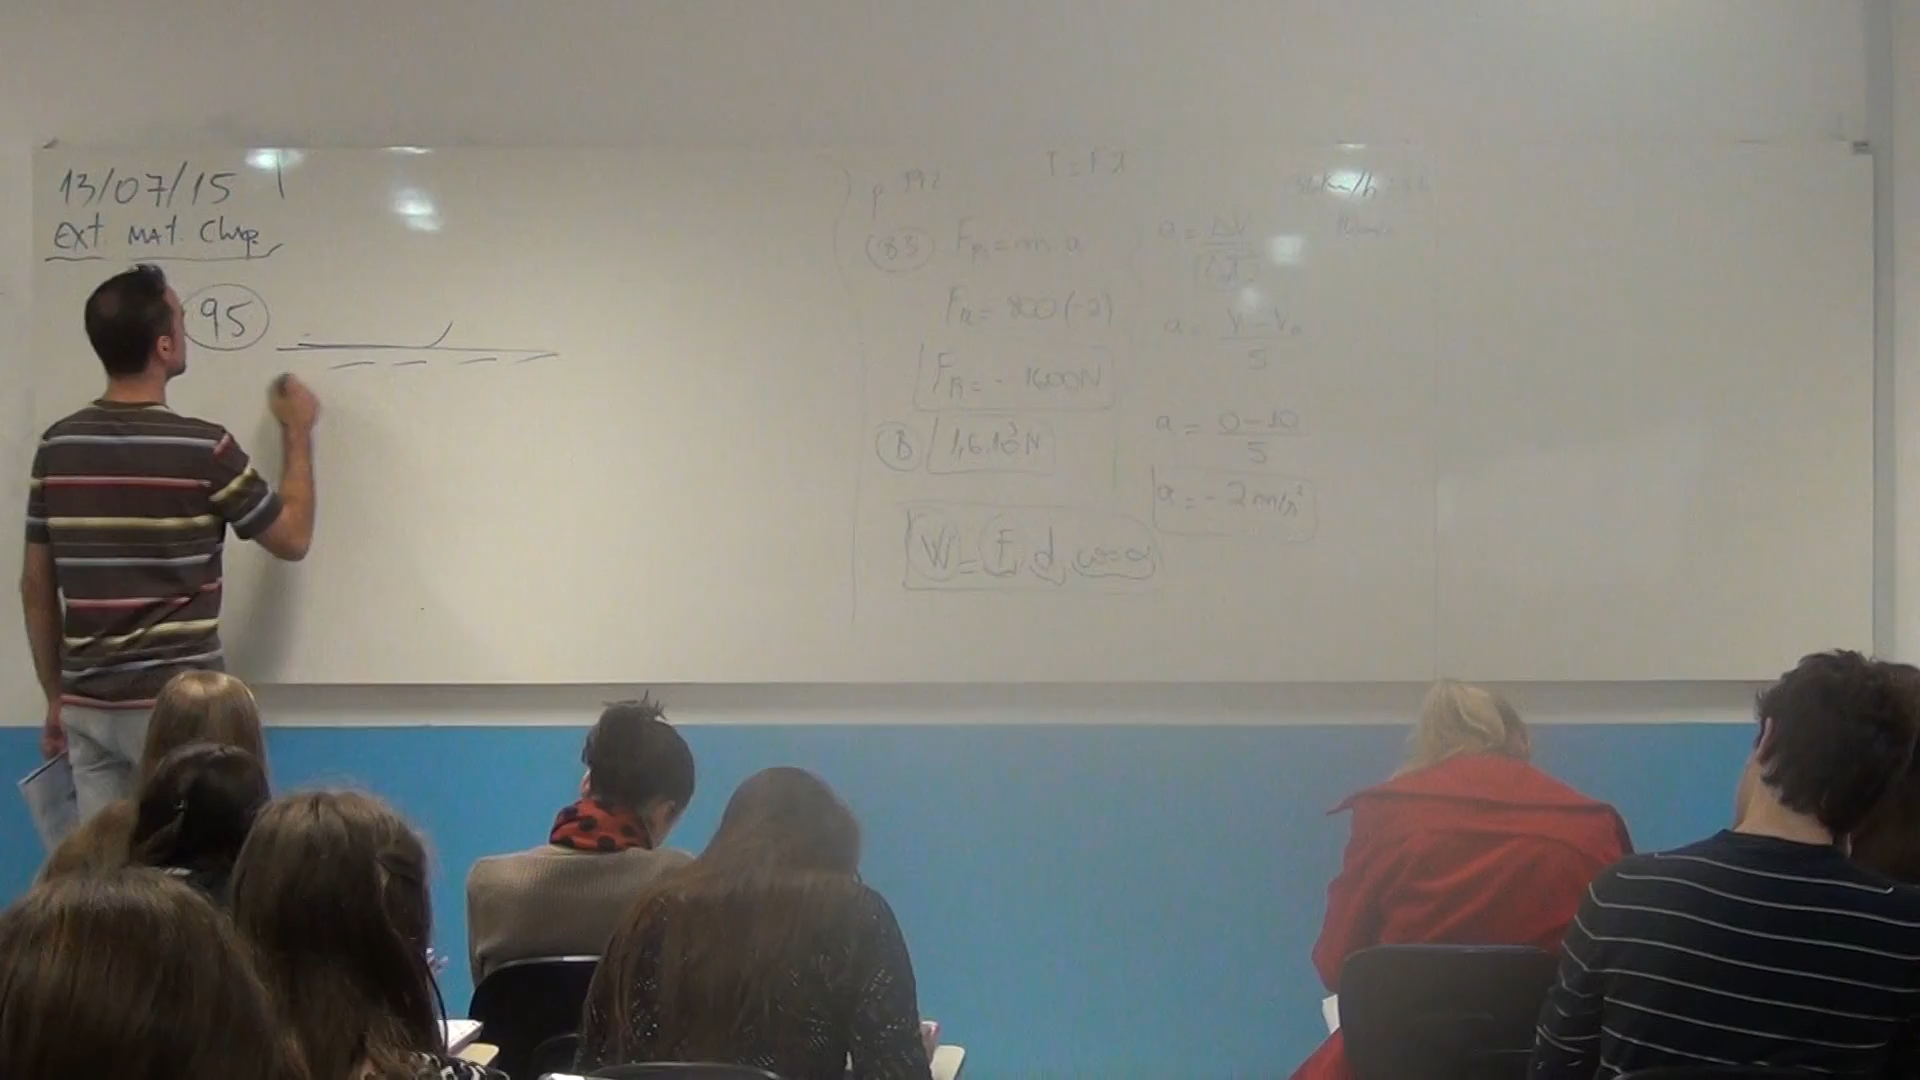 13/07/15
Ext. MAT. Chap.
95
p 392
83 F_R = m a
F_R = 800 (-2)
F_R = - 1600N
B 1,6.10³N
W = F d cos α
a = ΔV
a = V - V₀
5
a = 0 - 10
5
a = - 2 m/s²